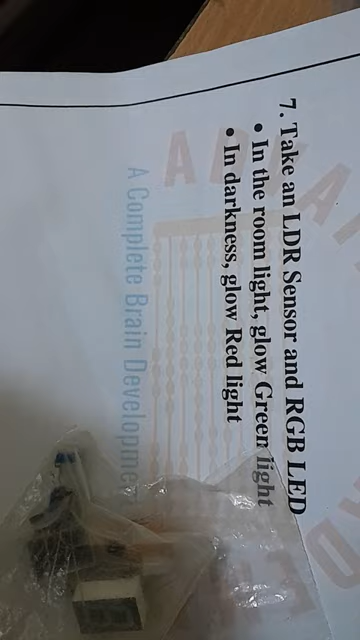 7. Take an LDR Sensor and RGB LED
• In the room light, glow Green light
• In darkness, glow Red light
A Complete Brain Developme